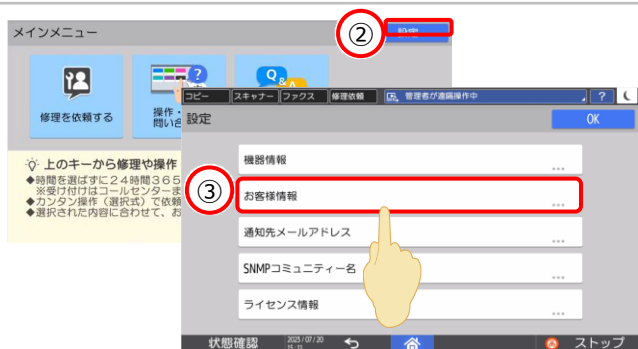 メインメニュー
②
設定
修理を依頼する
操作・
問い合
Q&A
コピー
スキャナー
ファクス
修理依頼
管理者が遠隔操作中
?
設定
OK
機器情報
...
③
お客様情報
...
通知先メールアドレス
...
SNMPコミュニティー名
...
ライセンス情報
...
上のキーから修理や操作
◆時間を選ばずに24時間365
※受け付けはコールセンターま
◆カンタン操作（選択式）で依頼
◆選択された内容に合わせて、お
状態確認
2025/07/20
15:11
ストップ